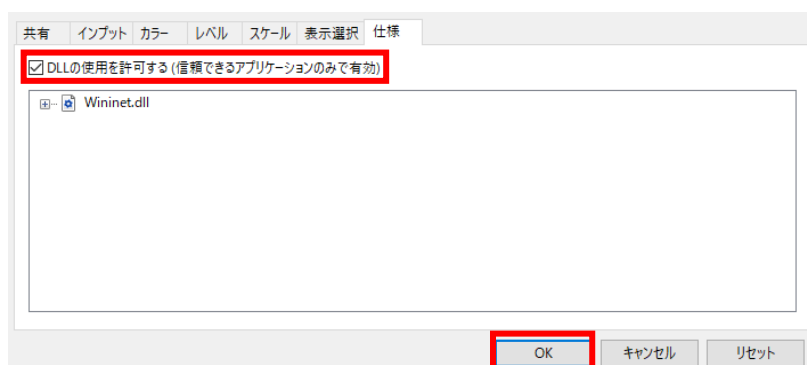 共有 インプット カラー レベル スケール 表示選択 仕様
DLLの使用を許可する (信頼できるアプリケーションのみで有効)
Wininet.dll
OK キャンセル リセット